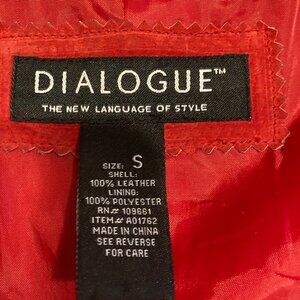 DIALOGUE™
THE NEW LANGUAGE OF STYLE
SIZE: S
SHELL:
100% LEATHER
LINING:
100% POLYESTER
RN# 109661
ITEM# A01762
MADE IN CHINA
SEE REVERSE
FOR CARE